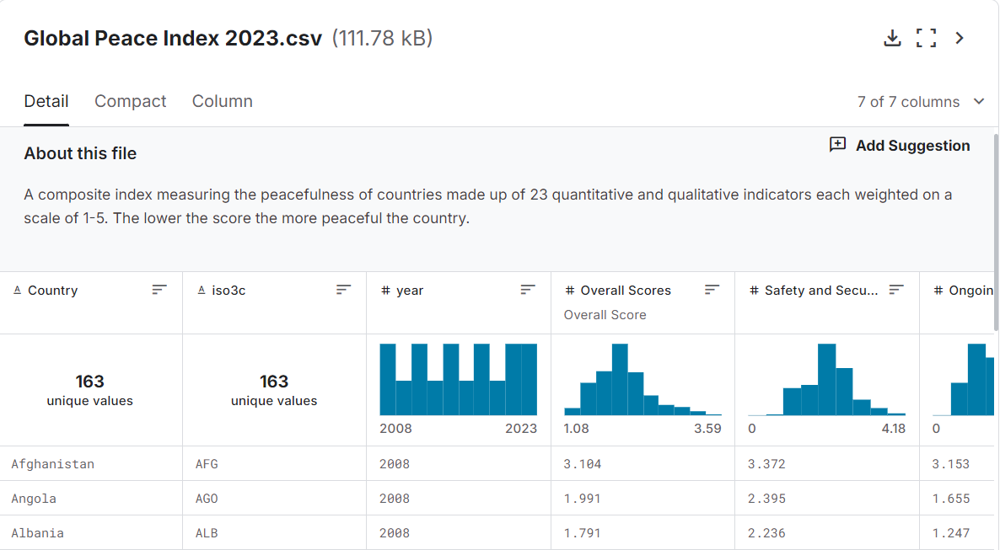 Global Peace Index 2023.csv (111.78 kB)
Detail Compact Column 7 of 7 columns
About this file
Add Suggestion
A composite index measuring the peacefulness of countries made up of 23 quantitative and qualitative indicators each weighted on a
scale of 1-5. The lower the score the more peaceful the country.
A Country A iso3c # year # Overall Scores # Safety and Secu... # Ongoin
Overall Score
163 163
unique values unique values
2008 2023 1.08 3.59 0 4.18 0
Afghanistan AFG 2008 3.104 3.372 3.153
Angola AGO 2008 1.991 2.395 1.655
Albania ALB 2008 1.791 2.236 1.247